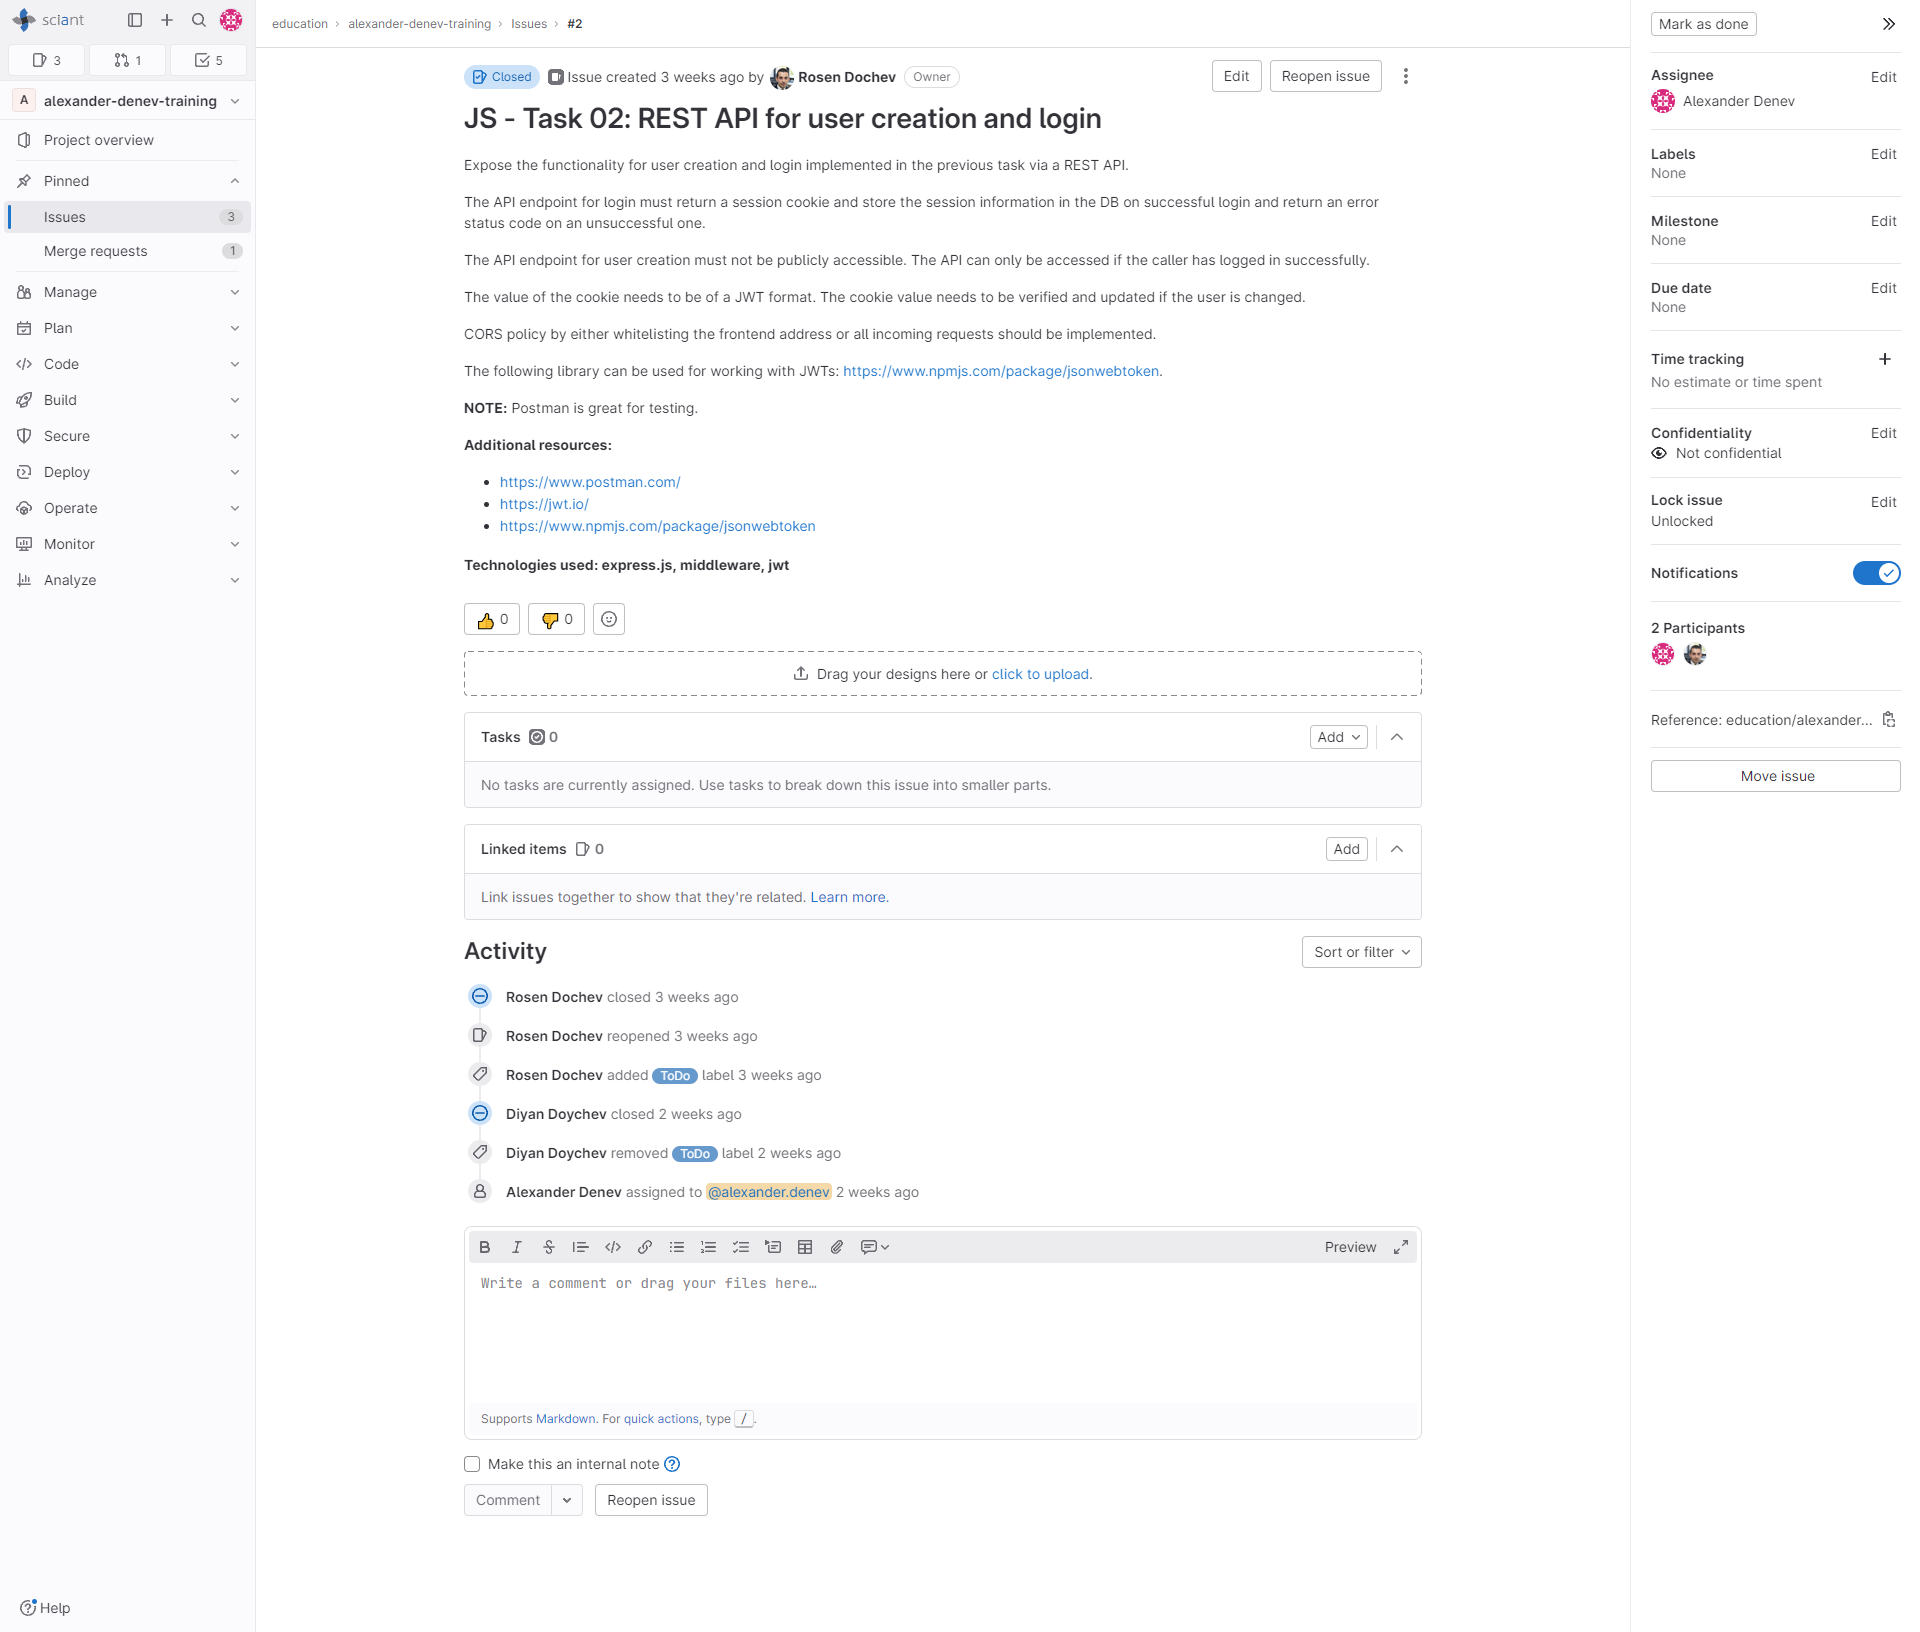 sciant
3
1
5
A
alexander-denev-training
Project overview
Pinned
Issues
3
Merge requests
1
Manage
Plan
Code
Build
Secure
Deploy
Operate
Monitor
Analyze
Help
education › alexander-denev-training › Issues › #2
Closed Issue created 3 weeks ago by Rosen Dochev Owner
Edit
Reopen issue
JS - Task 02: REST API for user creation and login
Expose the functionality for user creation and login implemented in the previous task via a REST API.
The API endpoint for login must return a session cookie and store the session information in the DB on successful login and return an error
status code on an unsuccessful one.
The API endpoint for user creation must not be publicly accessible. The API can only be accessed if the caller has logged in successfully.
The value of the cookie needs to be of a JWT format. The cookie value needs to be verified and updated if the user is changed.
CORS policy by either whitelisting the frontend address or all incoming requests should be implemented.
The following library can be used for working with JWTs: https://www.npmjs.com/package/jsonwebtoken.
NOTE: Postman is great for testing.
Additional resources:
• https://www.postman.com/
• https://jwt.io/
• https://www.npmjs.com/package/jsonwebtoken
Technologies used: express.js, middleware, jwt
0
0
Drag your designs here or click to upload.
Tasks 0
Add
No tasks are currently assigned. Use tasks to break down this issue into smaller parts.
Linked items 0
Add
Link issues together to show that they're related. Learn more.
Activity
Sort or filter
Rosen Dochev closed 3 weeks ago
Rosen Dochev reopened 3 weeks ago
Rosen Dochev added ToDo label 3 weeks ago
Diyan Doychev closed 2 weeks ago
Diyan Doychev removed ToDo label 2 weeks ago
Alexander Denev assigned to @alexander.denev 2 weeks ago
B I S
Preview
Write a comment or drag your files here…
Supports Markdown. For quick actions, type /.
Make this an internal note
Comment
Reopen issue
Mark as done
Assignee
Edit
Alexander Denev
Labels
Edit
None
Milestone
Edit
None
Due date
Edit
None
Time tracking
No estimate or time spent
Confidentiality
Edit
Not confidential
Lock issue
Edit
Unlocked
Notifications
2 Participants
Reference: education/alexander...
Move issue